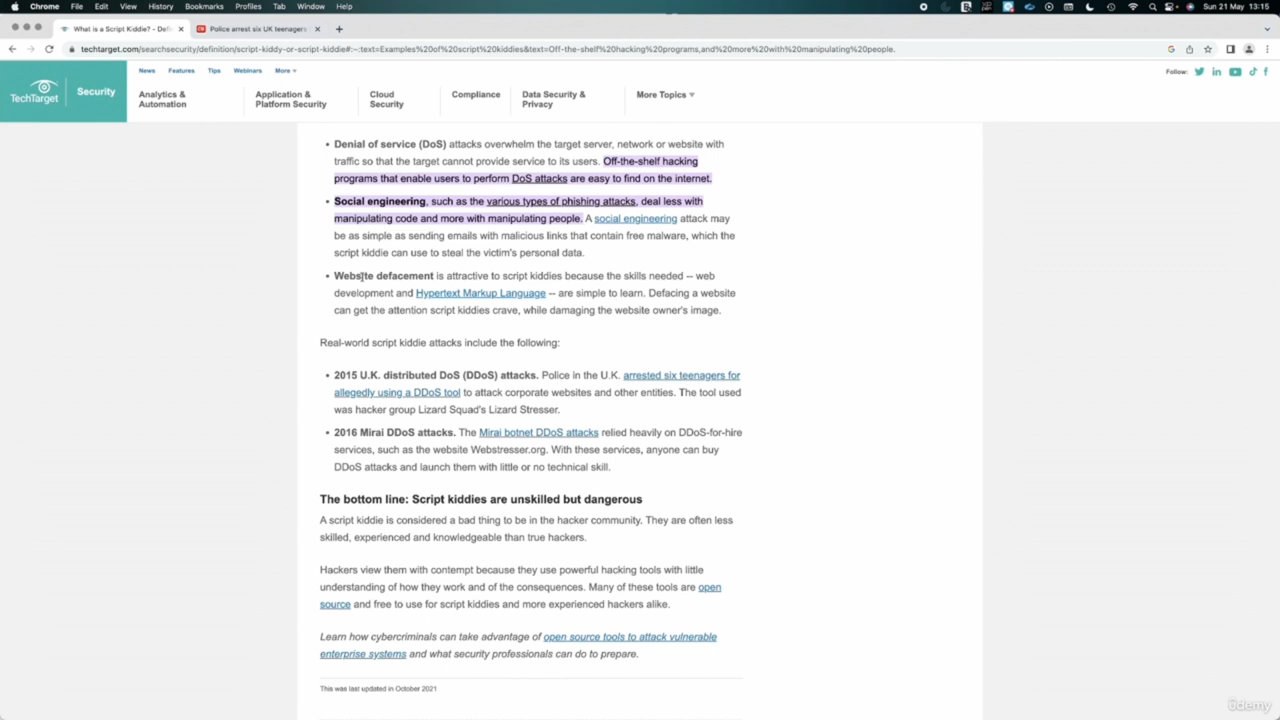 Chrome File Edit View History Bookmarks Profiles Tab Window Help Sun 21 May 13:15
What is a Script Kiddie? - Defi Police arrest six UK teenagers
techtarget.com/searchsecurity/definition/script-kiddy-or-script-kiddie#:~:text=Examples%20of%20script%20kiddies&text=Off-the-shelf%20hacking%20programs,and%20more%20with%20manipulating%20people.
News Features Tips Webinars More Follow:
TechTarget Security
Analytics & Automation Application & Platform Security Cloud Security Compliance Data Security & Privacy More Topics
• Denial of service (DoS) attacks overwhelm the target server, network or website with
traffic so that the target cannot provide service to its users. Off-the-shelf hacking
programs that enable users to perform DoS attacks are easy to find on the internet.
• Social engineering, such as the various types of phishing attacks, deal less with
manipulating code and more with manipulating people. A social engineering attack may
be as simple as sending emails with malicious links that contain free malware, which the
script kiddie can use to steal the victim's personal data.
• Website defacement is attractive to script kiddies because the skills needed -- web
development and Hypertext Markup Language -- are simple to learn. Defacing a website
can get the attention script kiddies crave, while damaging the website owner's image.
Real-world script kiddie attacks include the following:
• 2015 U.K. distributed DoS (DDoS) attacks. Police in the U.K. arrested six teenagers for
allegedly using a DDoS tool to attack corporate websites and other entities. The tool used
was hacker group Lizard Squad's Lizard Stresser.
• 2016 Mirai DDoS attacks. The Mirai botnet DDoS attacks relied heavily on DDoS-for-hire
services, such as the website Webstresser.org. With these services, anyone can buy
DDoS attacks and launch them with little or no technical skill.
The bottom line: Script kiddies are unskilled but dangerous
A script kiddie is considered a bad thing to be in the hacker community. They are often less
skilled, experienced and knowledgeable than true hackers.
Hackers view them with contempt because they use powerful hacking tools with little
understanding of how they work and of the consequences. Many of these tools are open
source and free to use for script kiddies and more experienced hackers alike.
Learn how cybercriminals can take advantage of open source tools to attack vulnerable
enterprise systems and what security professionals can do to prepare.
This was last updated in October 2021
ûdemy